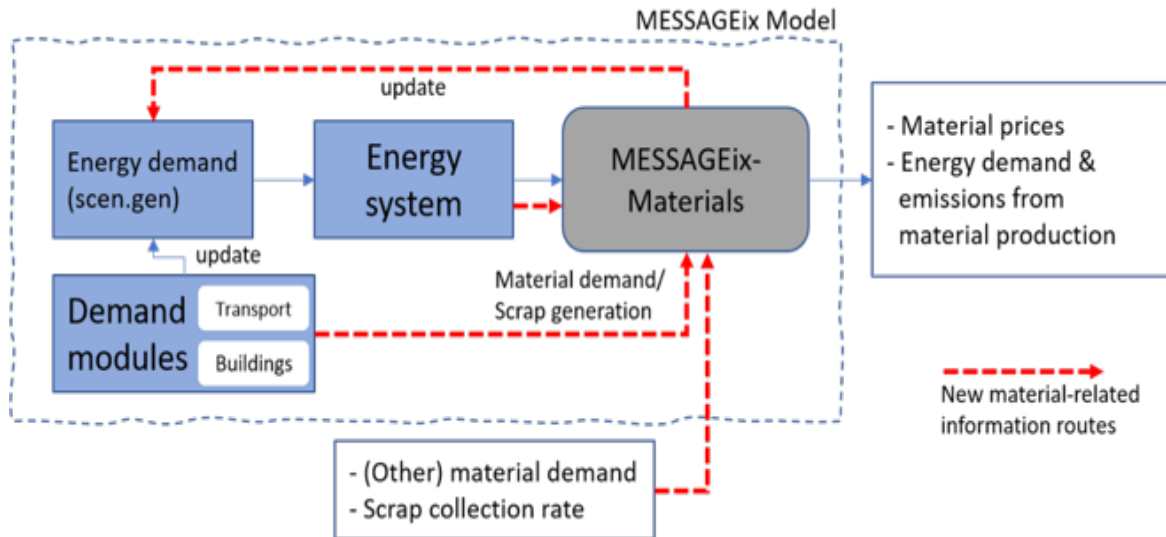 MESSAGEix Model
update
Energy demand
(scen.gen)
Energy
system
MESSAGEix-
Materials
- Material prices
- Energy demand &
emissions from
material production
update
Demand
modules
Transport
Buildings
Material demand/
Scrap generation
New material-related
information routes
- (Other) material demand
- Scrap collection rate